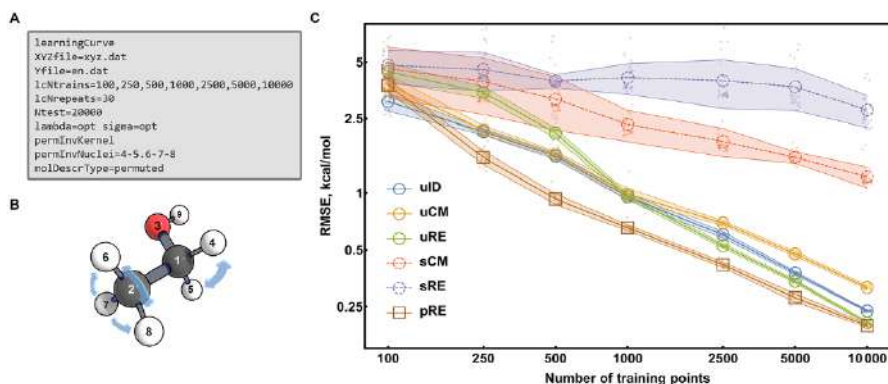 A
learningCurve
XYZfile=xyz.dat
Yfile=en.dat
lcNtrains=100,250,500,1000,2500,5000,10000
lcNrepeats=30
Ntest=20000
lambda=opt sigma=opt
permInvKernel
permInvNuclei=4-5.6-7-8
molDescrType=permuted
B
9
3
4
6
1
2
5
7
8
C
RMSE, kcal/mol
5
2.5
1
0.5
0.25
uID
uCM
uRE
sCM
sRE
pRE
100 250 500 1000 2500 5000 10000
Number of training points